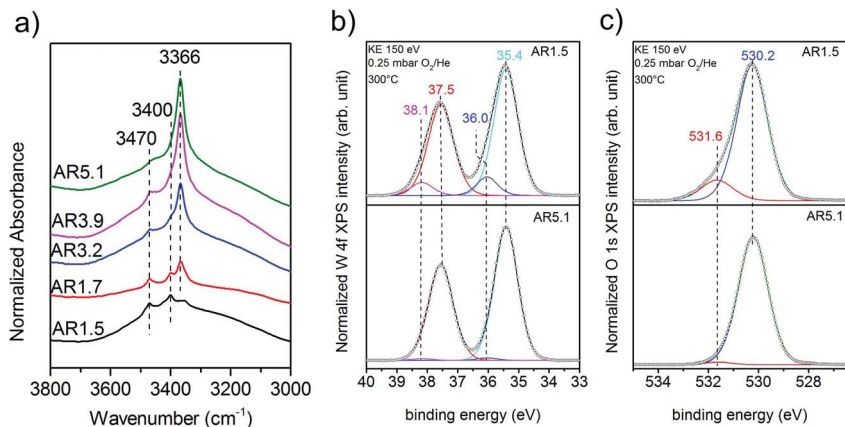 a)
3366
3400
3470
AR5.1
AR3.9
AR3.2
AR1.7
AR1.5
Normalized Absorbance
3800 3600 3400 3200 3000
Wavenumber (cm-1)
b)
KE 150 eV
0.25 mbar O2/He
300°C
AR1.5
35.4
37.5
38.1
36.0
AR5.1
Normalized W 4f XPS intensity (arb. unit)
40 39 38 37 36 35 34 33
binding energy (eV)
c)
KE 150 eV
0.25 mbar O2/He
300°C
AR1.5
530.2
531.6
AR5.1
Normalized O 1s XPS intensity (arb. unit)
534 530 526
binding energy (eV)